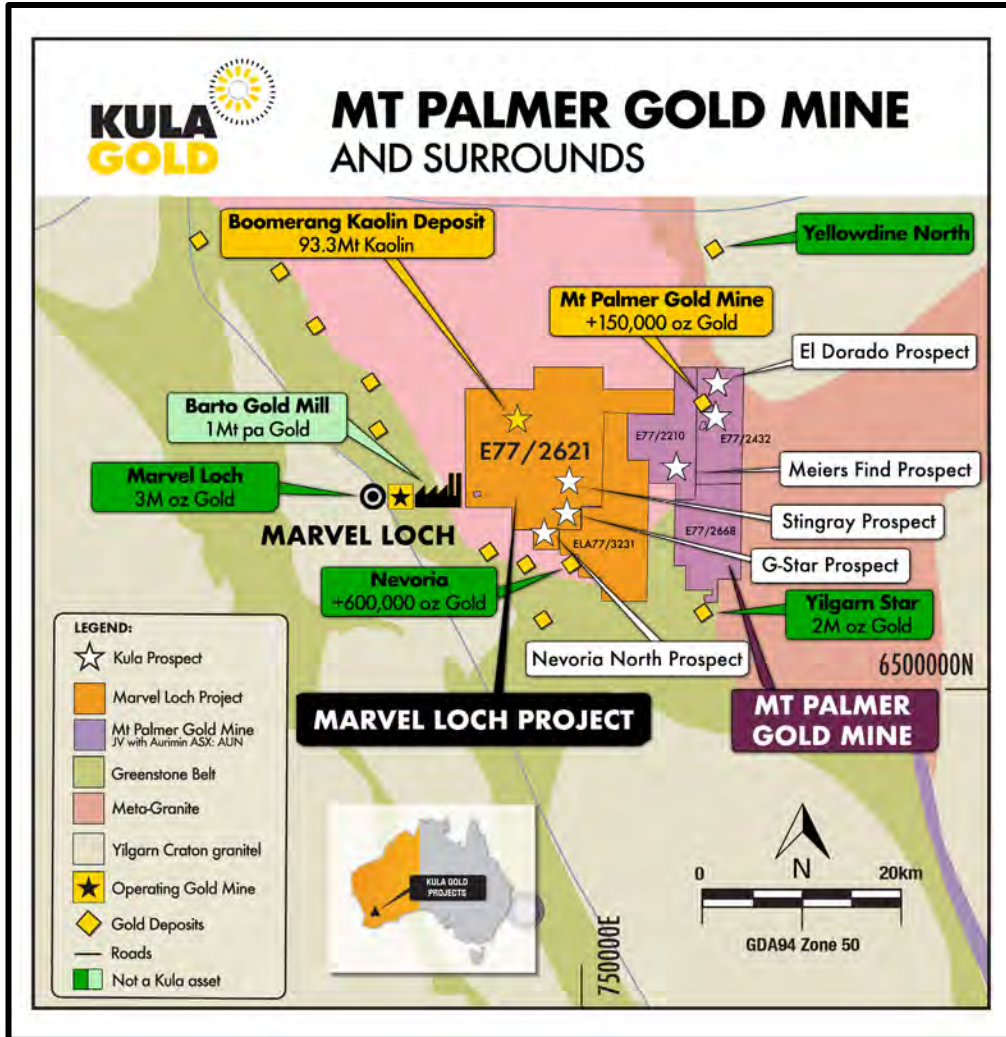 KULA
GOLD
MT PALMER GOLD MINE
AND SURROUNDS
Boomerang Kaolin Deposit
93.3Mt Kaolin
Yellowdine North
Mt Palmer Gold Mine
+150,000 oz Gold
El Dorado Prospect
Barto Gold Mill
1Mt pa Gold
E77/2621
E77/2210
E77/2432
Meiers Find Prospect
Marvel Loch
3M oz Gold
MARVEL LOCH
Stingray Prospect
E77/2668
ELA77/3231
G-Star Prospect
Nevoria
+600,000 oz Gold
Yilgarn Star
2M oz Gold
Nevoria North Prospect
6500000N
MARVEL LOCH PROJECT
MT PALMER
GOLD MINE
LEGEND:
Kula Prospect
Marvel Loch Project
Mt Palmer Gold Mine
JV with Aurimin ASX: AUN
Greenstone Belt
Meta-Granite
Yilgarn Craton granitel
Operating Gold Mine
Gold Deposits
Roads
Not a Kula asset
KULA GOLD
PROJECTS
750000E
N
0 20km
GDA94 Zone 50